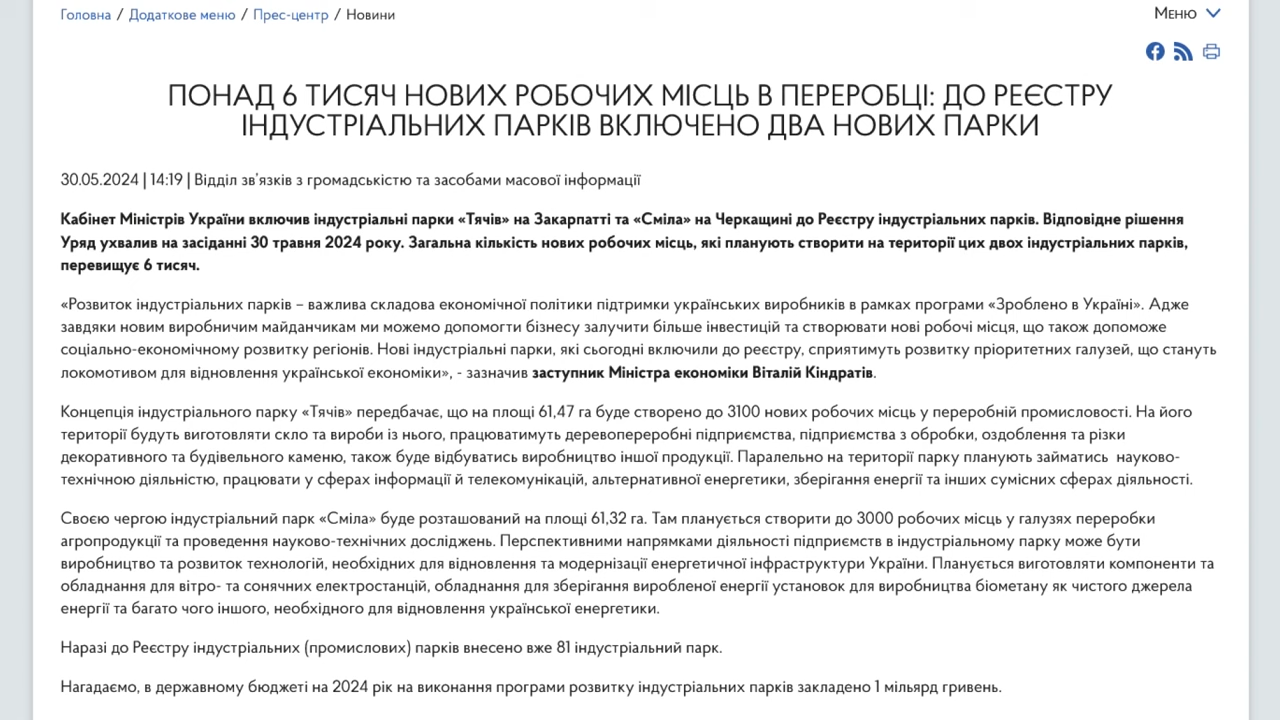 Головна / Додаткове меню / Прес-центр / Новини
Меню
ПОНАД 6 ТИСЯЧ НОВИХ РОБОЧИХ МІСЦЬ В ПЕРЕРОБЦІ: ДО РЕЄСТРУ
ІНДУСТРІАЛЬНИХ ПАРКІВ ВКЛЮЧЕНО ДВА НОВИХ ПАРКИ
30.05.2024 | 14:19 | Відділ зв’язків з громадськістю та засобами масової інформації
Кабінет Міністрів України включив індустріальні парки «Тячів» на Закарпатті та «Сміла» на Черкащині до Реєстру індустріальних парків. Відповідне рішення
Уряд ухвалив на засіданні 30 травня 2024 року. Загальна кількість нових робочих місць, які планують створити на території цих двох індустріальних парків,
перевищує 6 тисяч.
«Розвиток індустріальних парків – важлива складова економічної політики підтримки українських виробників в рамках програми «Зроблено в Україні». Адже
завдяки новим виробничим майданчикам ми можемо допомогти бізнесу залучити більше інвестицій та створювати нові робочі місця, що також допоможе
соціально-економічному розвитку регіонів. Нові індустріальні парки, які сьогодні включили до реєстру, сприятимуть розвитку пріоритетних галузей, що стануть
локомотивом для відновлення української економіки», - зазначив заступник Міністра економіки Віталій Кіндратів.
Концепція індустріального парку «Тячів» передбачає, що на площі 61,47 га буде створено до 3100 нових робочих місць у переробній промисловості. На його
території будуть виготовляти скло та вироби із нього, працюватимуть деревопереробні підприємства, підприємства з обробки, оздоблення та різки
декоративного та будівельного каменю, також буде відбуватись виробництво іншої продукції. Паралельно на території парку планують займатись науково-
технічною діяльністю, працювати у сферах інформації й телекомунікацій, альтернативної енергетики, зберігання енергії та інших сумісних сферах діяльності.
Своєю чергою індустріальний парк «Сміла» буде розташований на площі 61,32 га. Там планується створити до 3000 робочих місць у галузях переробки
агропродукції та проведення науково-технічних досліджень. Перспективними напрямками діяльності підприємств в індустріальному парку може бути
виробництво та розвиток технологій, необхідних для відновлення та модернізації енергетичної інфраструктури України. Планується виготовляти компоненти та
обладнання для вітро- та сонячних електростанцій, обладнання для зберігання виробленої енергії установок для виробництва біометану як чистого джерела
енергії та багато чого іншого, необхідного для відновлення української енергетики.
Наразі до Реєстру індустріальних (промислових) парків внесено вже 81 індустріальний парк.
Нагадаємо, в державному бюджеті на 2024 рік на виконання програми розвитку індустріальних парків закладено 1 мільярд гривень.